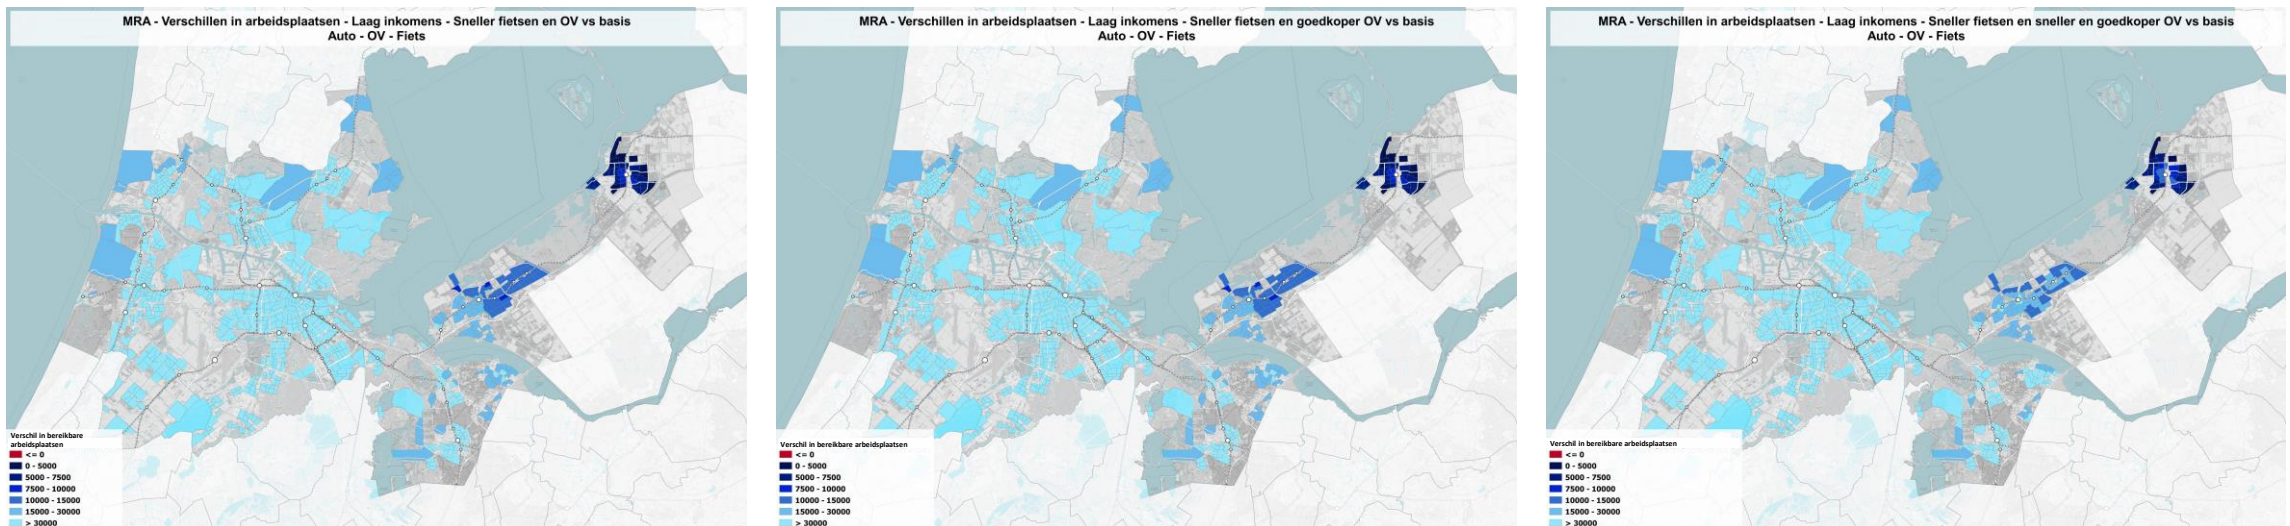 MRA - Verschillen in arbeidsplaatsen - Laag inkomens - Sneller fietsen en OV vs basis
Auto - OV - Fiets
Verschil in bereikbare
arbeidsplaatsen
<= 0
0 - 5000
5000 - 7500
7500 - 10000
10000 - 15000
15000 - 30000
> 30000
MRA - Verschillen in arbeidsplaatsen - Laag inkomens - Sneller fietsen en goedkoper OV vs basis
Auto - OV - Fiets
Verschil in bereikbare arbeidsplaatsen
<= 0
0 - 5000
5000 - 7500
7500 - 10000
10000 - 15000
15000 - 30000
> 30000
MRA - Verschillen in arbeidsplaatsen - Laag inkomens - Sneller fietsen en sneller en goedkoper OV vs basis
Auto - OV - Fiets
Verschil in bereikbare arbeidsplaatsen
<= 0
0 - 5000
5000 - 7500
7500 - 10000
10000 - 15000
15000 - 30000
> 30000